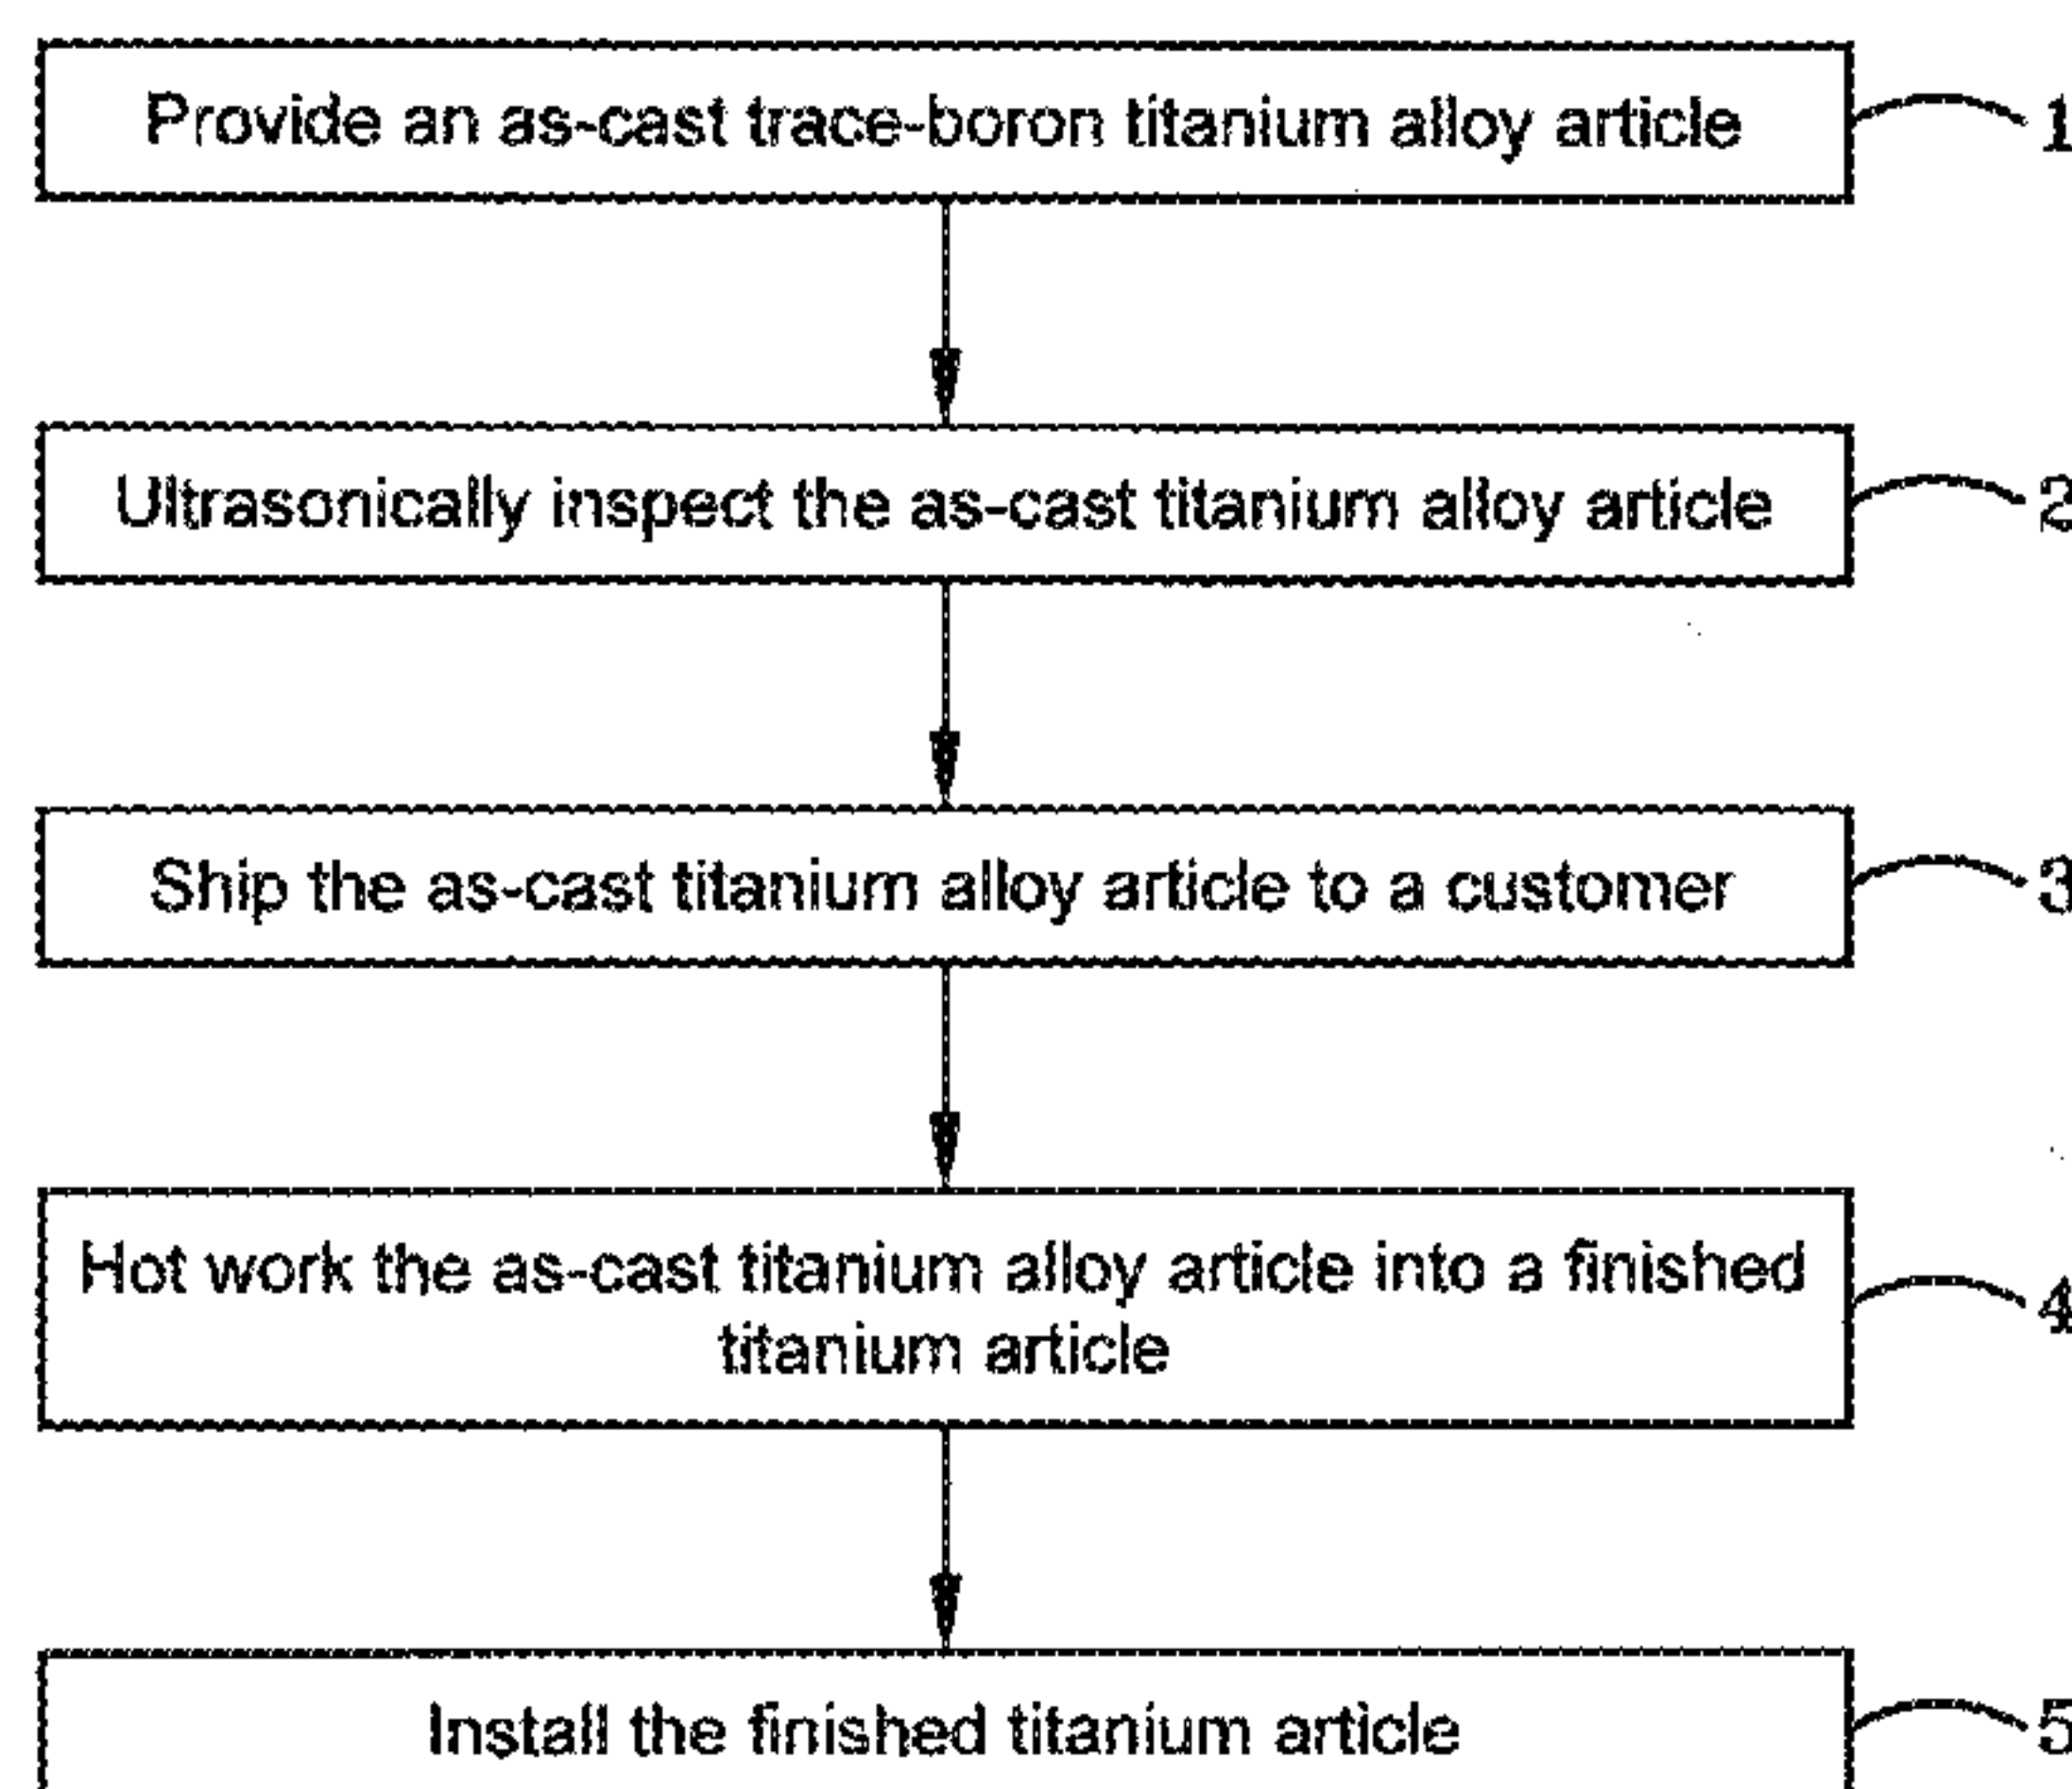 Provide an as-cast trace-boron titanium alloy article
1
Ultrasonically inspect the as-cast titanium alloy article
2
Ship the as-cast titanium alloy article to a customer
3
Hot work the as-cast titanium alloy article into a finished
titanium article
4
Install the finished titanium article
5